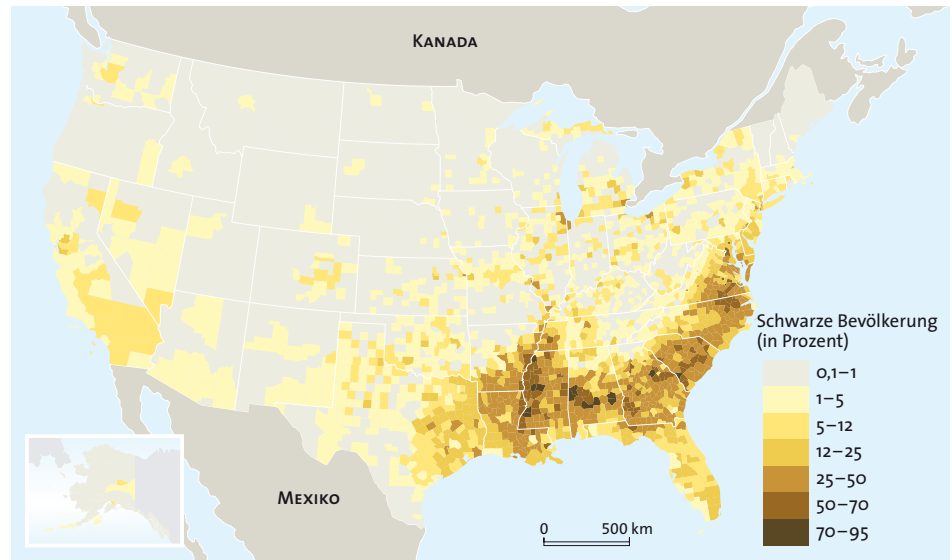 KANADA
MEXIKO
0 500 km
Schwarze Bevölkerung
(in Prozent)
0,1–1
1–5
5–12
12–25
25–50
50–70
70–95